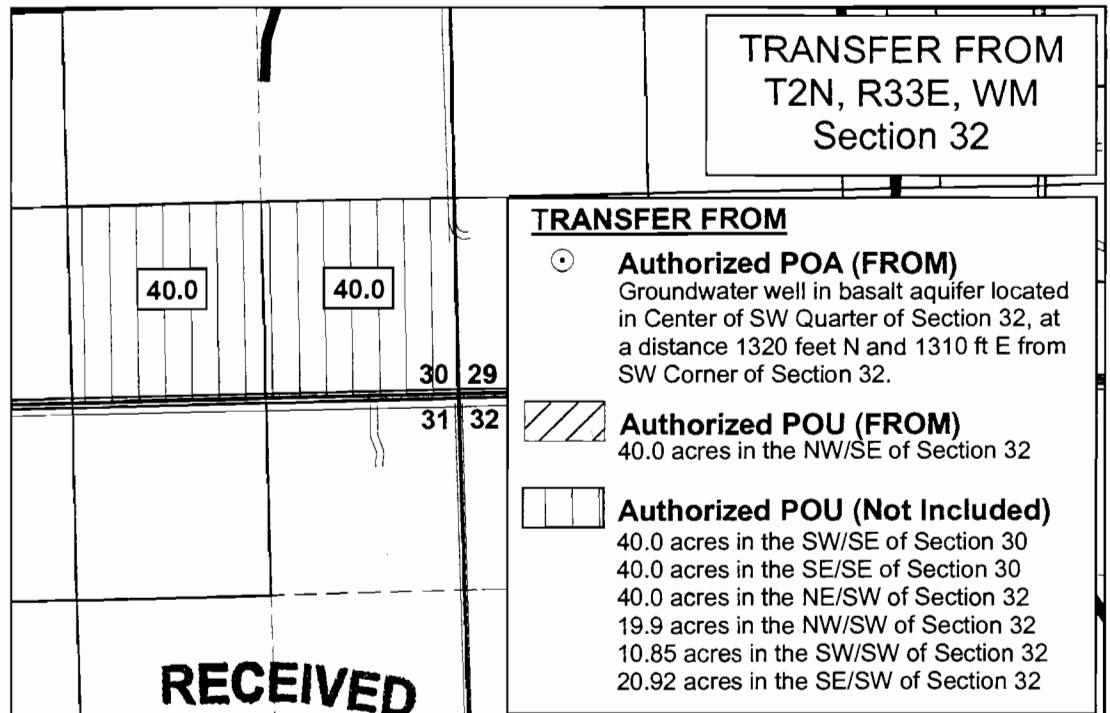 TRANSFER FROM
T2N, R33E, WM
Section 32
TRANSFER FROM
Authorized POA (FROM)
Groundwater well in basalt aquifer located
in Center of SW Quarter of Section 32, at
a distance 1320 feet N and 1310 ft E from
SW Corner of Section 32.
Authorized POU (FROM)
40.0 acres in the NW/SE of Section 32
Authorized POU (Not Included)
40.0 acres in the SW/SE of Section 30
40.0 acres in the SE/SE of Section 30
40.0 acres in the NE/SW of Section 32
19.9 acres in the NW/SW of Section 32
10.85 acres in the SW/SW of Section 32
20.92 acres in the SE/SW of Section 32
40.0
40.0
30 29
31 32
RECEIVED